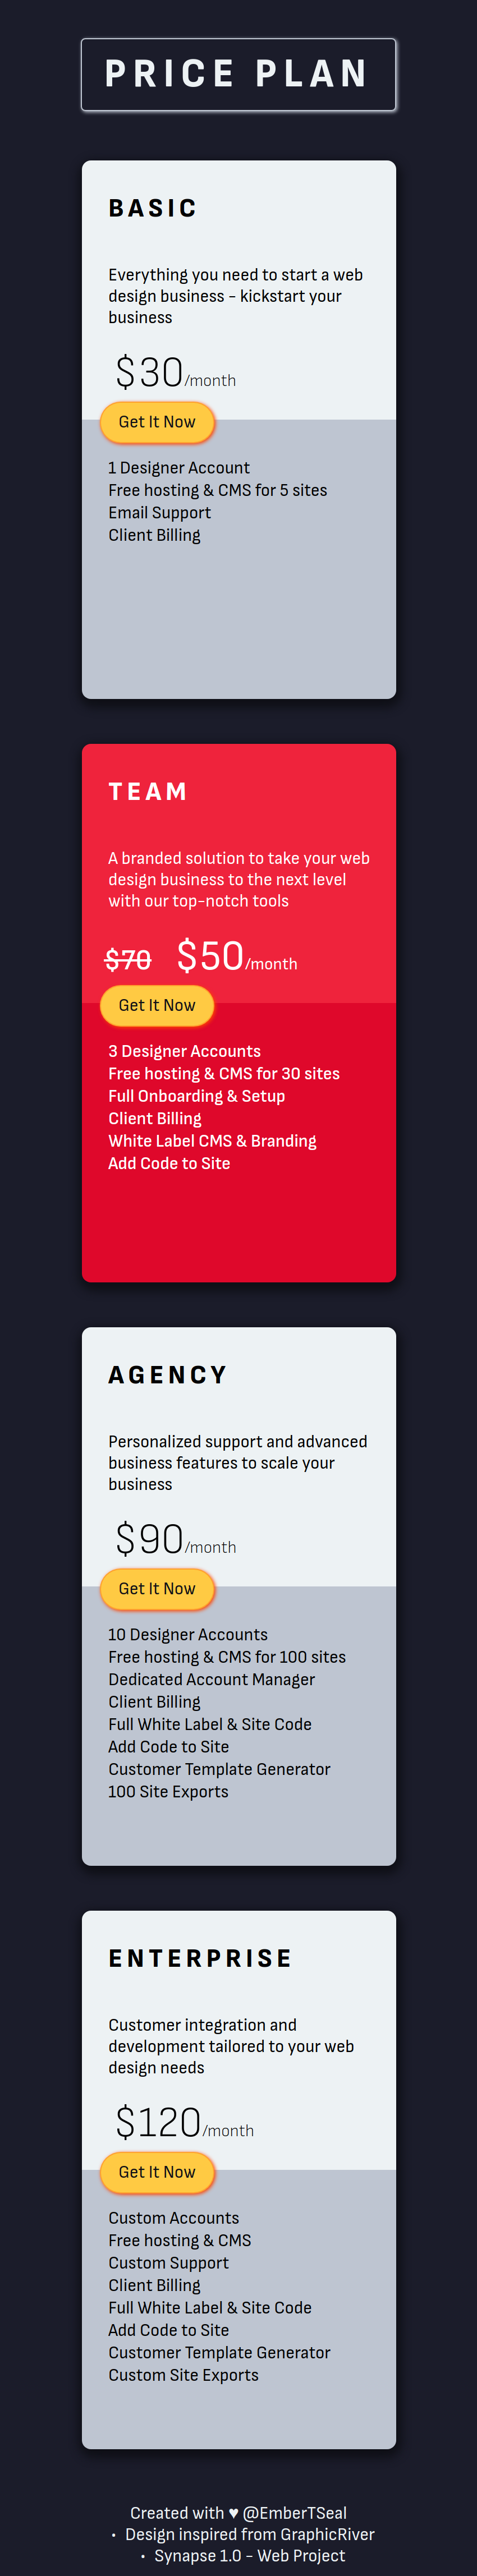 PRICE PLAN
BASIC
Everything you need to start a web
design business - kickstart your
business
$30/month
Get It Now
1 Designer Account
Free hosting & CMS for 5 sites
Email Support
Client Billing
TEAM
A branded solution to take your web
design business to the next level
with our top-notch tools
$70 $50/month
Get It Now
3 Designer Accounts
Free hosting & CMS for 30 sites
Full Onboarding & Setup
Client Billing
White Label CMS & Branding
Add Code to Site
AGENCY
Personalized support and advanced
business features to scale your
business
$90/month
Get It Now
10 Designer Accounts
Free hosting & CMS for 100 sites
Dedicated Account Manager
Client Billing
Full White Label & Site Code
Add Code to Site
Customer Template Generator
100 Site Exports
ENTERPRISE
Customer integration and
development tailored to your web
design needs
$120/month
Get It Now
Custom Accounts
Free hosting & CMS
Custom Support
Client Billing
Full White Label & Site Code
Add Code to Site
Customer Template Generator
Custom Site Exports
Created with ♥ @EmberTSeal
• Design inspired from GraphicRiver
• Synapse 1.0 - Web Project